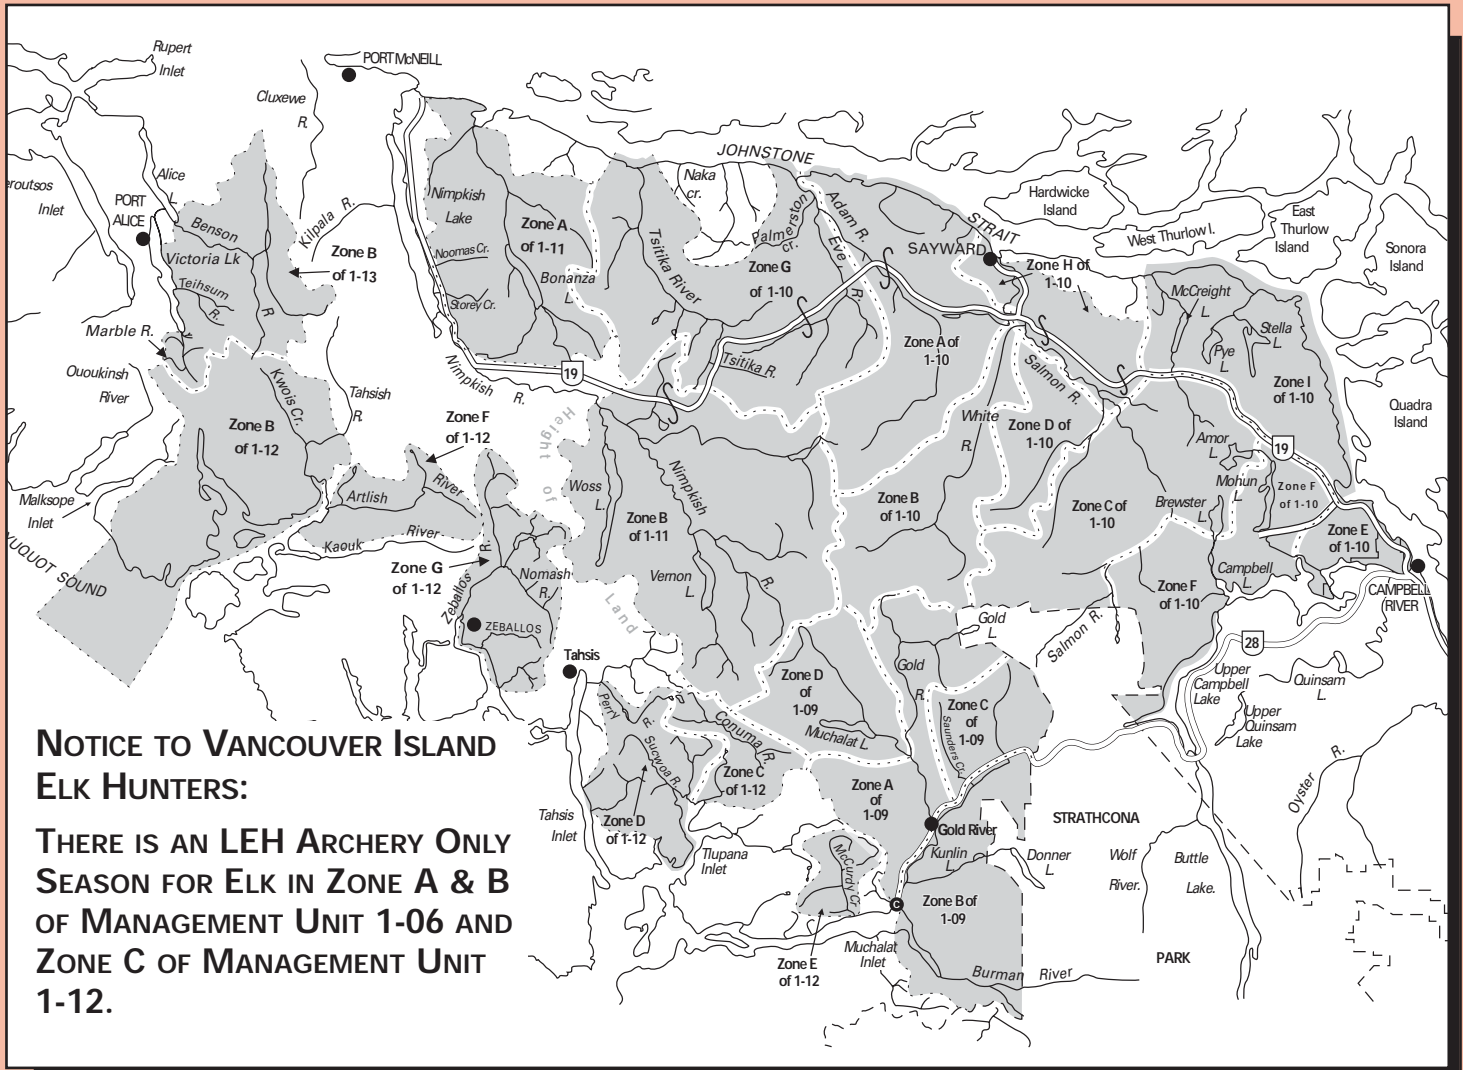 Rupert
Inlet
PORT McNEILL
Cluxewe
R.
JOHNSTONE
STRAIT
Alice
L.
eroutsos
Inlet
PORT
ALICE
Benson
Victoria Lk
Teihsum
R.
R.
Kilpala R.
Zone B
of 1-13
Nimpkish
Lake
Noomas Cr.
Storey Cr.
Zone A
of 1-11
Bonanza
L.
Tsitika River
Naka
cr.
Palmerston
cr.
Zone G
of 1-10
Adam R.
Eve
R.
SAYWARD
Hardwicke
Island
West Thurlow I.
East
Thurlow
Island
Sonora
Island
Zone H of
1-10
McCreight
L.
Stella
L.
Pye
L.
Zone I
of 1-10
Quadra
Island
Marble R.
Ououkinsh
River
Kwois Cr.
Tahsish
R.
Nimpkish
R.
19
Tsitika R.
Zone A of
1-10
Salmon R.
White
R.
Zone D of
1-10
Amor
L.
19
Mohun
L.
Zone F
of 1-10
Brewster
L.
Zone E
of 1-10
Campbell
L.
CAMPBELL
RIVER
Zone B
of 1-12
Zone F
of 1-12
Height of
Land
Malksope
Inlet
Artlish
River
Kaouk
River
YUQUOT SOUND
Woss
L.
Nimpkish
R.
Zone B
of 1-11
Vernon
L.
Zone B
of 1-10
Zone C of
1-10
Zone F
of 1-10
Zone G
of 1-12
Zeballos
R.
Nomash
R.
ZEBALLOS
Tahsis
Gold
L.
Salmon R.
28
Upper
Campbell
Lake
Quinsam
L.
Upper
Quinsam
Lake
Gold
R.
Zone D
of
1-09
Zone C
of
1-09
Saunders Cr.
Muchalat L.
Perry
R.
Sucwoa R.
Conuma R.
Zone C
of 1-12
Zone A
of
1-09
Oyster
R.
Tahsis
Inlet
Zone D
of 1-12
Tlupana
Inlet
McCurdy Cr.
Gold River
Kunlin
L.
Donner
L.
STRATHCONA
Wolf
River.
Buttle
Lake.
C
Zone B of
1-09
Muchalat
Inlet
Zone E
of 1-12
Burman River
PARK
NOTICE TO VANCOUVER ISLAND
ELK HUNTERS:
THERE IS AN LEH ARCHERY ONLY
SEASON FOR ELK IN ZONE A & B
OF MANAGEMENT UNIT 1-06 AND
ZONE C OF MANAGEMENT UNIT
1-12.